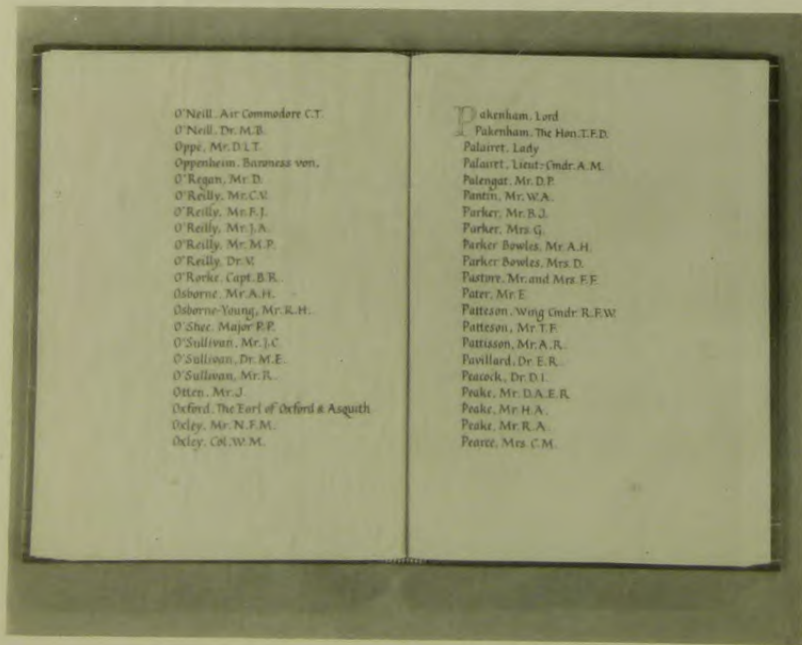 O'Neill, Air Commodore C.T.
O'Neill, Dr. M.B.
Oppé, Mr. D.L.T.
Oppenheim, Baroness von,
O'Regan, Mr. D.
O'Reilly, Mr. C.V.
O'Reilly, Mr. F.J.
O'Reilly, Mr. J.A.
O'Reilly, Mr. M.P.
O'Reilly, Dr. V.
O'Rorke, Capt. B.R.
Osborne, Mr. A.H.
Osborne-Young, Mr. R.H.
O'Shee, Major P.P.
O'Sullivan, Mr. J.C.
O'Sullivan, Dr. M.E.
O'Sullivan, Mr. R.
Otten, Mr. J.
Oxford, The Earl of Oxford & Asquith
Oxley, Mr. N.F.M.
Oxley, Col. W.M.
Pakenham, Lord
Pakenham, The Hon. T.F.D.
Palairet, Lady
Palairet, Lieut-Cmdr. A.M.
Palengat, Mr. D.P.
Pantin, Mr. W.A.
Parker, Mr. B.J.
Parker, Mrs. G.
Parker Bowles, Mr. A.H.
Parker Bowles, Mrs. D.
Pastore, Mr. and Mrs. F.F.
Pater, Mr. E.
Patteson, Wing Cmdr. R.F.W.
Patteson, Mr. T.F.
Pattisson, Mr. A.R.
Pavillard, Dr. E.R.
Peacock, Dr. D.I.
Peake, Mr. D.A.E.R.
Peake, Mr. H.A.
Peake, Mr. R.A.
Pearce, Mrs. C.M.